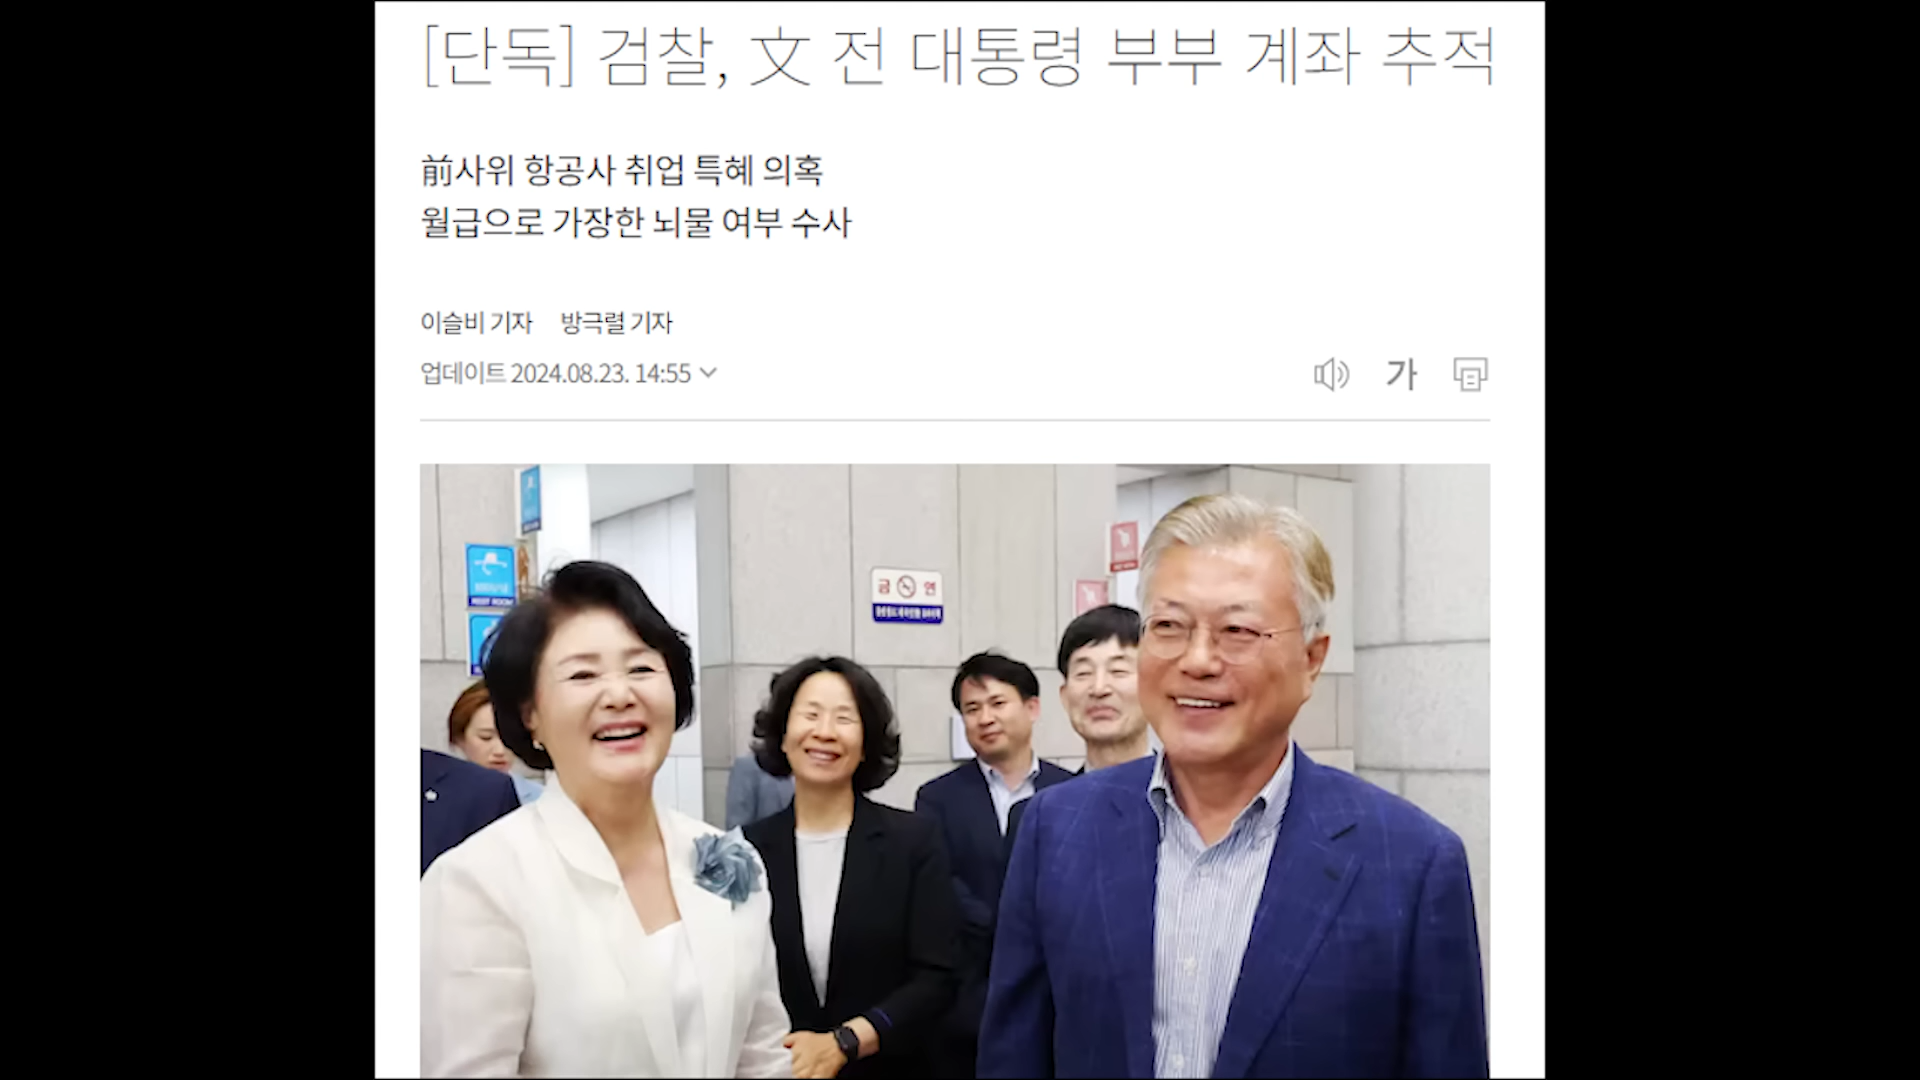 [단독] 검찰, 文 전 대통령 부부 계좌 추적
前사위 항공사 취업 특혜 의혹
월급으로 가장한 뇌물 여부 수사
이슬비 기자 방극렬 기자
업데이트 2024.08.23. 14:55
가
금 연